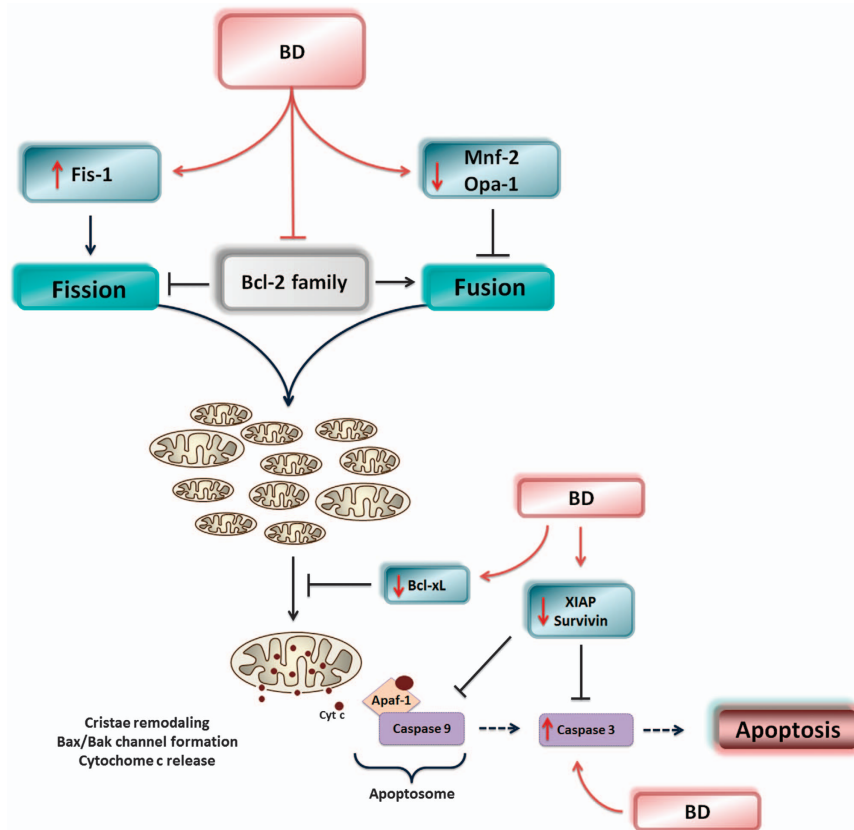 BD
Fis-1
Mnf-2
Opa-1
Fission
Bcl-2 family
Fusion
BD
Bcl-xL
XIAP
Survivin
Cyt c
Apaf-1
Cristae remodaling
Bax/Bak channel formation
Cytochome c release
Caspase 9
Caspase 3
Apoptosis
Apoptosome
BD